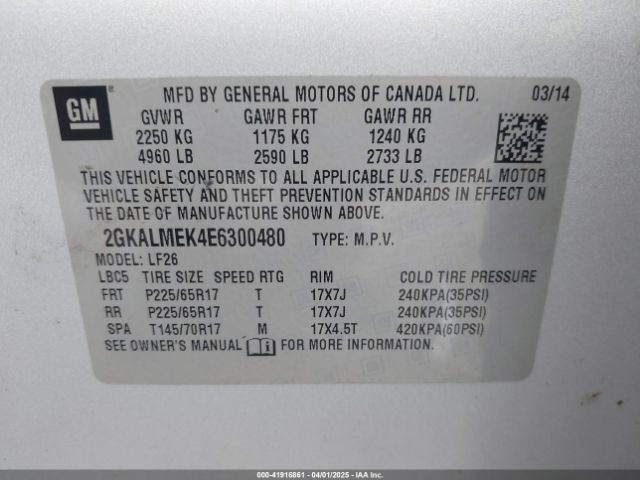 GM
MFD BY GENERAL MOTORS OF CANADA LTD. 03/14
GVWR GAWR FRT GAWR RR
2250 KG 1175 KG 1240 KG
4960 LB 2590 LB 2733 LB
THIS VEHICLE CONFORMS TO ALL APPLICABLE U.S. FEDERAL MOTOR
VEHICLE SAFETY AND THEFT PREVENTION STANDARDS IN EFFECT ON
THE DATE OF MANUFACTURE SHOWN ABOVE.
2GKALMEK4E6300480 TYPE: M.P.V.
MODEL: LF26
LBC5 TIRE SIZE SPEED RTG RIM COLD TIRE PRESSURE
FRT P225/65R17 T 17X7J 240KPA(35PSI)
RR P225/65R17 T 17X7J 240KPA(35PSI)
SPA T145/70R17 M 17X4.5T 420KPA(60PSI)
SEE OWNER'S MANUAL FOR MORE INFORMATION.
000-41916861 - 04/01/2025 - IAA Inc.